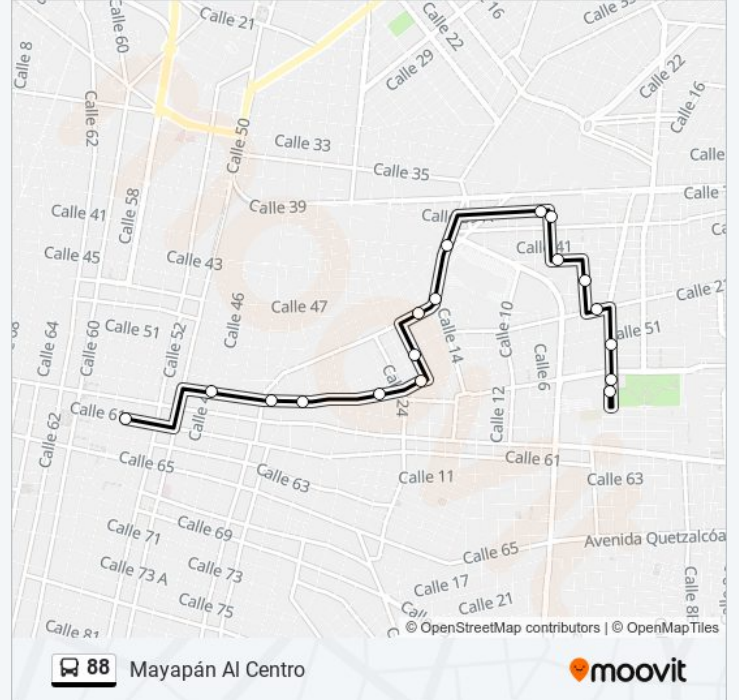 Calle 21
Calle 22
16
Calle 8
Calle 60
Calle 29
Calle 22
Calle 16
Calle 62
Calle 50
Calle 33
Calle
Calle 35
Calle 58
Calle 39
Calle
Calle 41
Calle 45
Calle 43
41
Calle 46
Calle 47
Calle 10
Calle 14
Calle 51
Calle 52
Calle 64
Calle 60
alle 51
Calle 6
Calle 12
24
Calle 62
Calle 65
Calle 63
Calle 11
Calle 61
Calle 63
Calle 71
Calle 69
Calle 65
Avenida Quetzalcóa
Calle 73 A
Calle 73
Calle 17
Calle 21
Calle 75
Calle 81
© OpenStreetMap contributors | © OpenMapTiles
88 Mayapán Al Centro
moovit